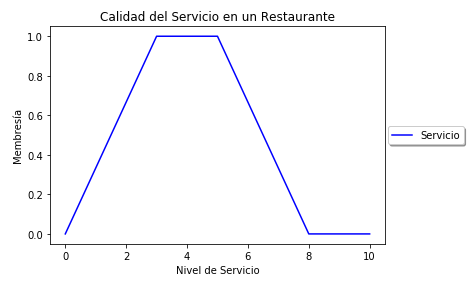 Calidad del Servicio en un Restaurante
1.0
0.8
0.6
0.4
0.2
0.0
Membresía
0 2 4 6 8 10
Nivel de Servicio
Servicio